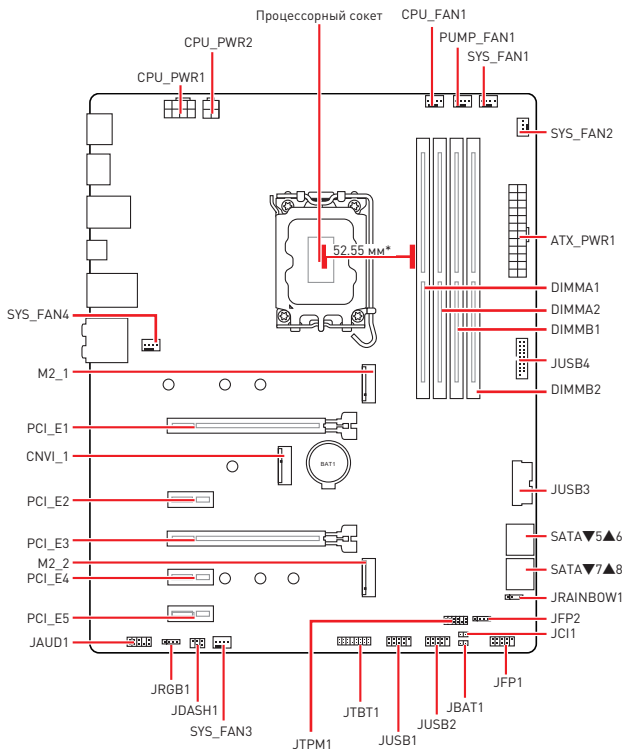 Процессорный сокет
CPU_FAN1
PUMP_FAN1
SYS_FAN1
CPU_PWR2
CPU_PWR1
SYS_FAN2
52.55 мм*
ATX_PWR1
DIMMA1
DIMMA2
SYS_FAN4
DIMMB1
JUSB4
M2_1
DIMMB2
PCI_E1
CNVI_1
BAT1
PCI_E2
JUSB3
PCI_E3
SATA▼5▲6
M2_2
SATA▼7▲8
PCI_E4
JRAINBOW1
PCI_E5
JFP2
JAUD1
JCI1
JRGB1
JDASH1
SYS_FAN3
JTBT1
JTPM1
JUSB1
JUSB2
JBAT1
JFP1